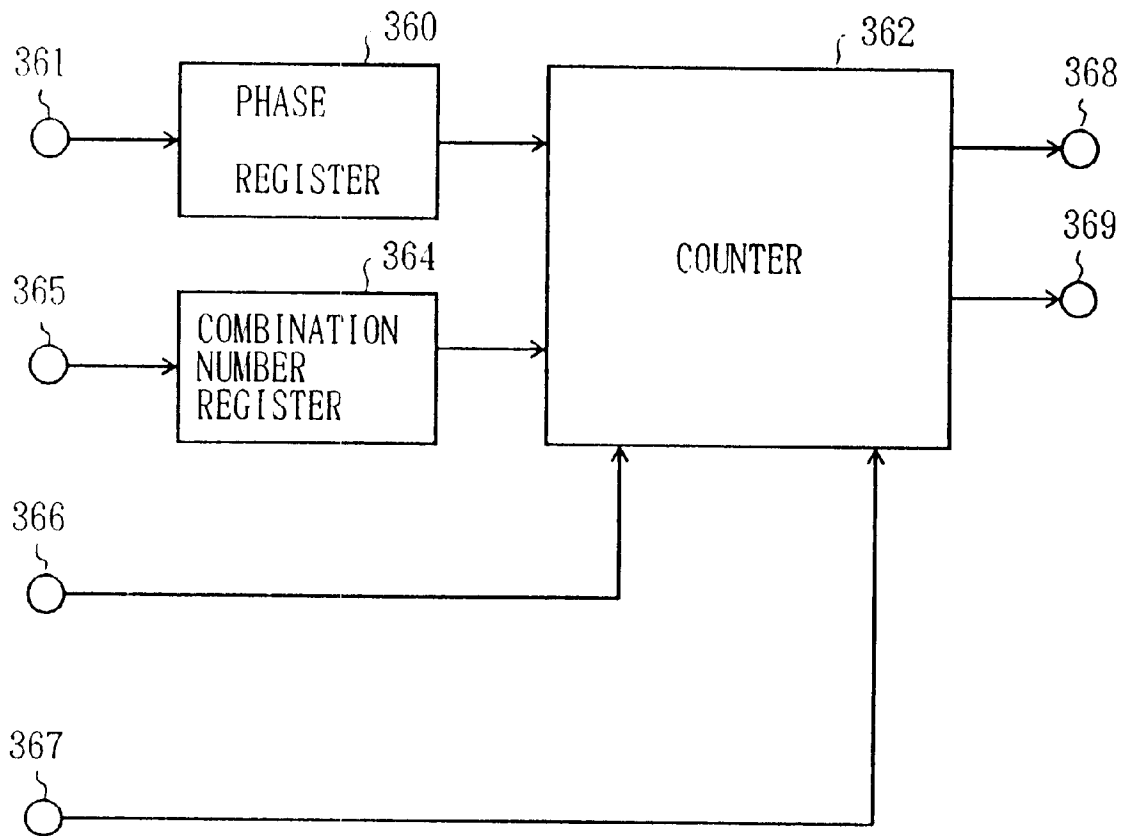 360
361
362
368
PHASE
REGISTER
369
COUNTER
364
365
COMBINATION
NUMBER
REGISTER
366
367